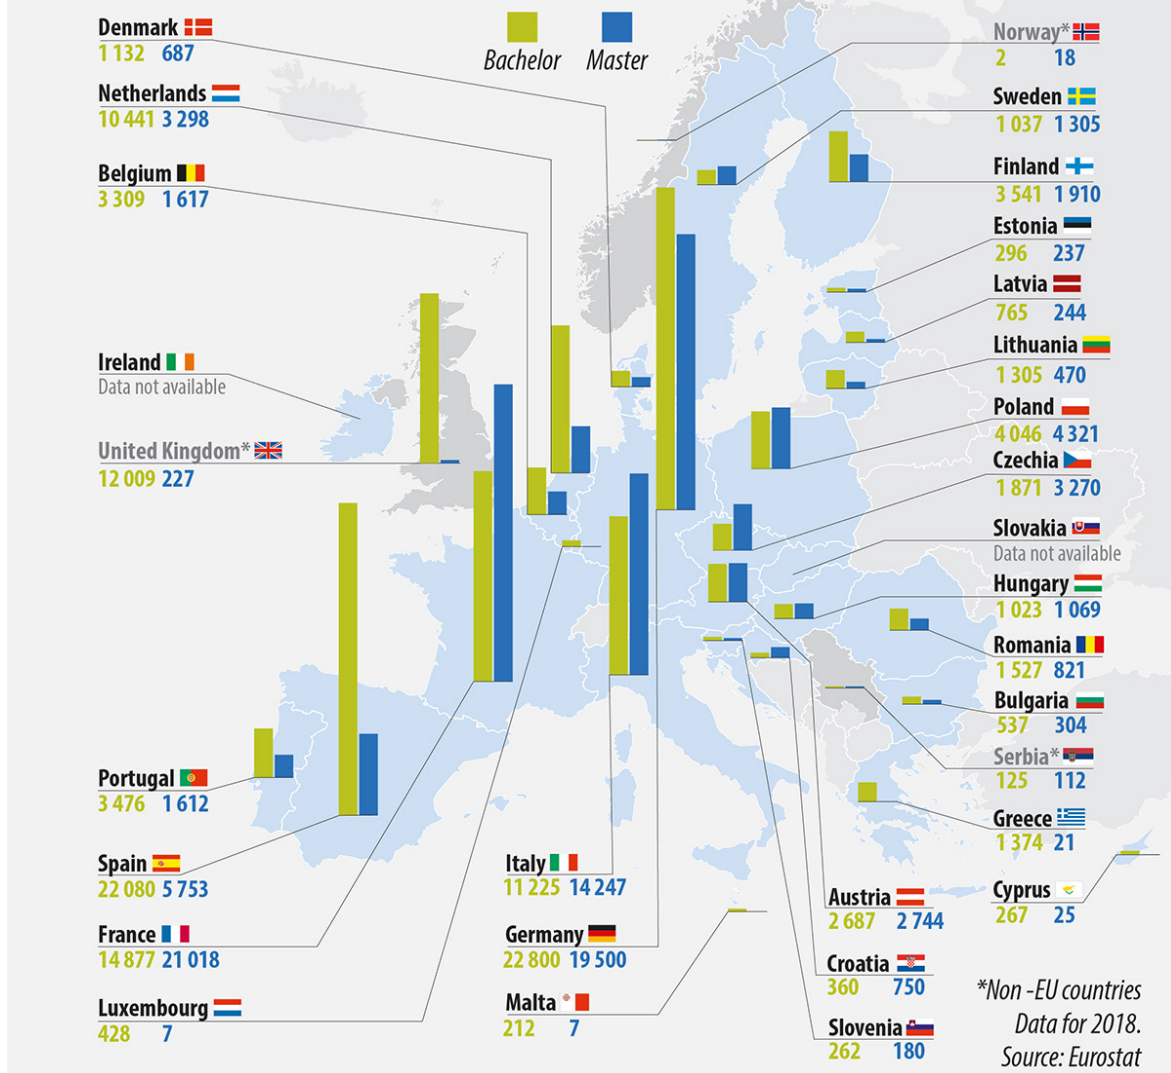 Bachelor Master
Denmark
1 132 687
Netherlands
10 441 3 298
Belgium
3 309 1 617
Ireland
Data not available
United Kingdom*
12 009 227
Portugal
3 476 1 612
Spain
22 080 5 753
France
14 877 21 018
Luxembourg
428 7
Italy
11 225 14 247
Germany
22 800 19 500
Malta
212 7
Norway*
2 18
Sweden
1 037 1 305
Finland
3 541 1 910
Estonia
296 237
Latvia
765 244
Lithuania
1 305 470
Poland
4 046 4 321
Czechia
1 871 3 270
Slovakia
Data not available
Hungary
1 023 1 069
Romania
1 527 821
Bulgaria
537 304
Serbia*
125 112
Greece
1 374 21
Cyprus
267 25
Austria
2 687 2 744
Croatia
360 750
Slovenia
262 180
*Non -EU countries
Data for 2018.
Source: Eurostat